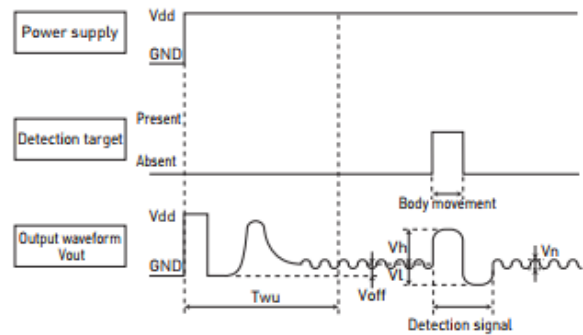 Power supply
Vdd
GND
Detection target
Present
Absent
Body movement
Output waveform
Vout
Vdd
GND
Vh
Vl
Vn
Twu
Voff
Detection signal